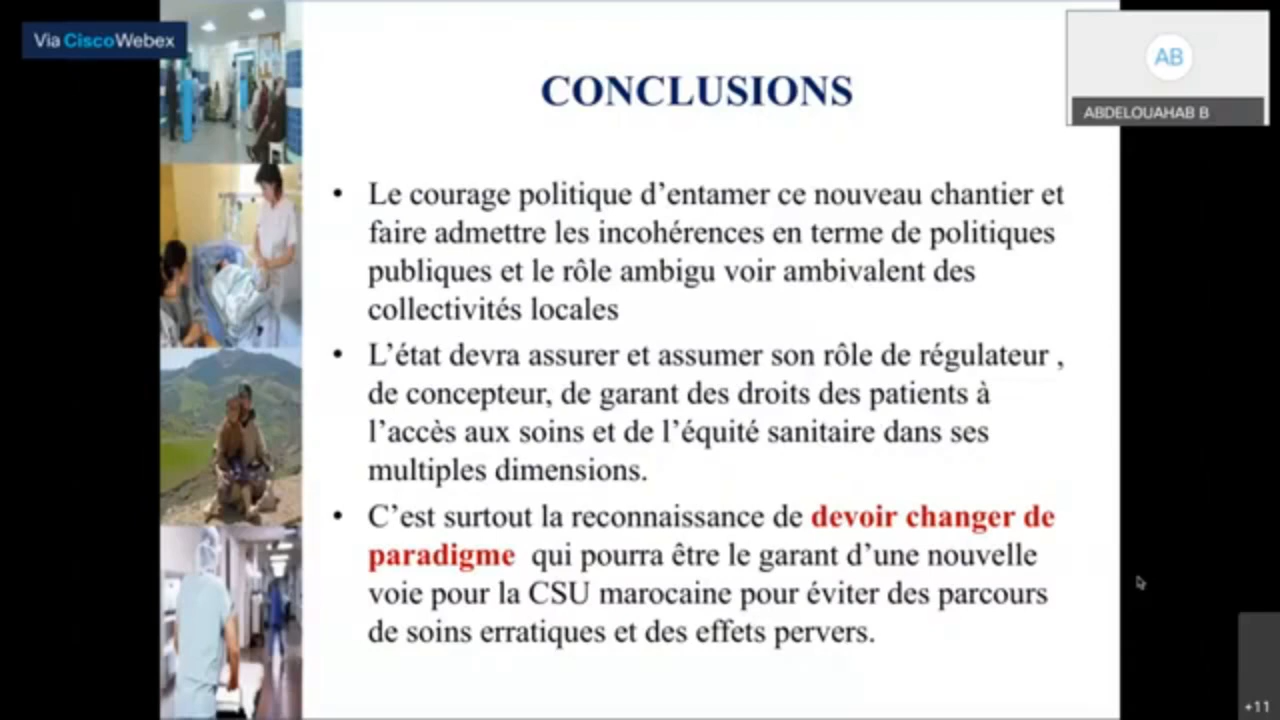 Via CiscoWebex
AB
ABDELOUAHAB B
CONCLUSIONS
• Le courage politique d’entamer ce nouveau chantier et
faire admettre les incohérences en terme de politiques
publiques et le rôle ambigu voir ambivalent des
collectivités locales
• L’état devra assurer et assumer son rôle de régulateur ,
de concepteur, de garant des droits des patients à
l’accès aux soins et de l’équité sanitaire dans ses
multiples dimensions.
• C’est surtout la reconnaissance de devoir changer de
paradigme qui pourra être le garant d’une nouvelle
voie pour la CSU marocaine pour éviter des parcours
de soins erratiques et des effets pervers.
+11